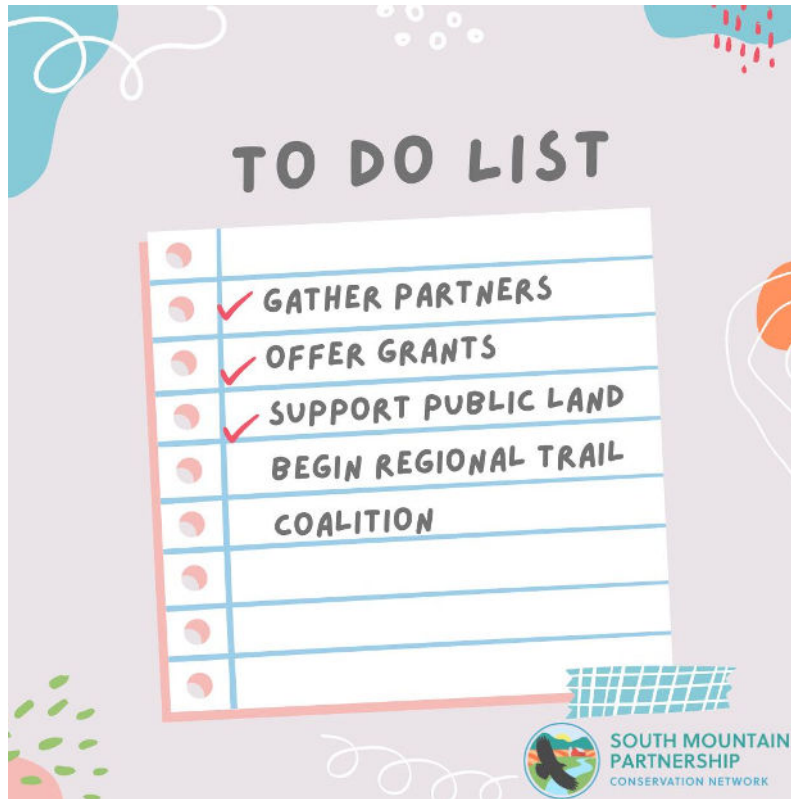 TO DO LIST
GATHER PARTNERS
OFFER GRANTS
SUPPORT PUBLIC LAND
BEGIN REGIONAL TRAIL
COALITION
SOUTH MOUNTAIN
PARTNERSHIP
CONSERVATION NETWORK